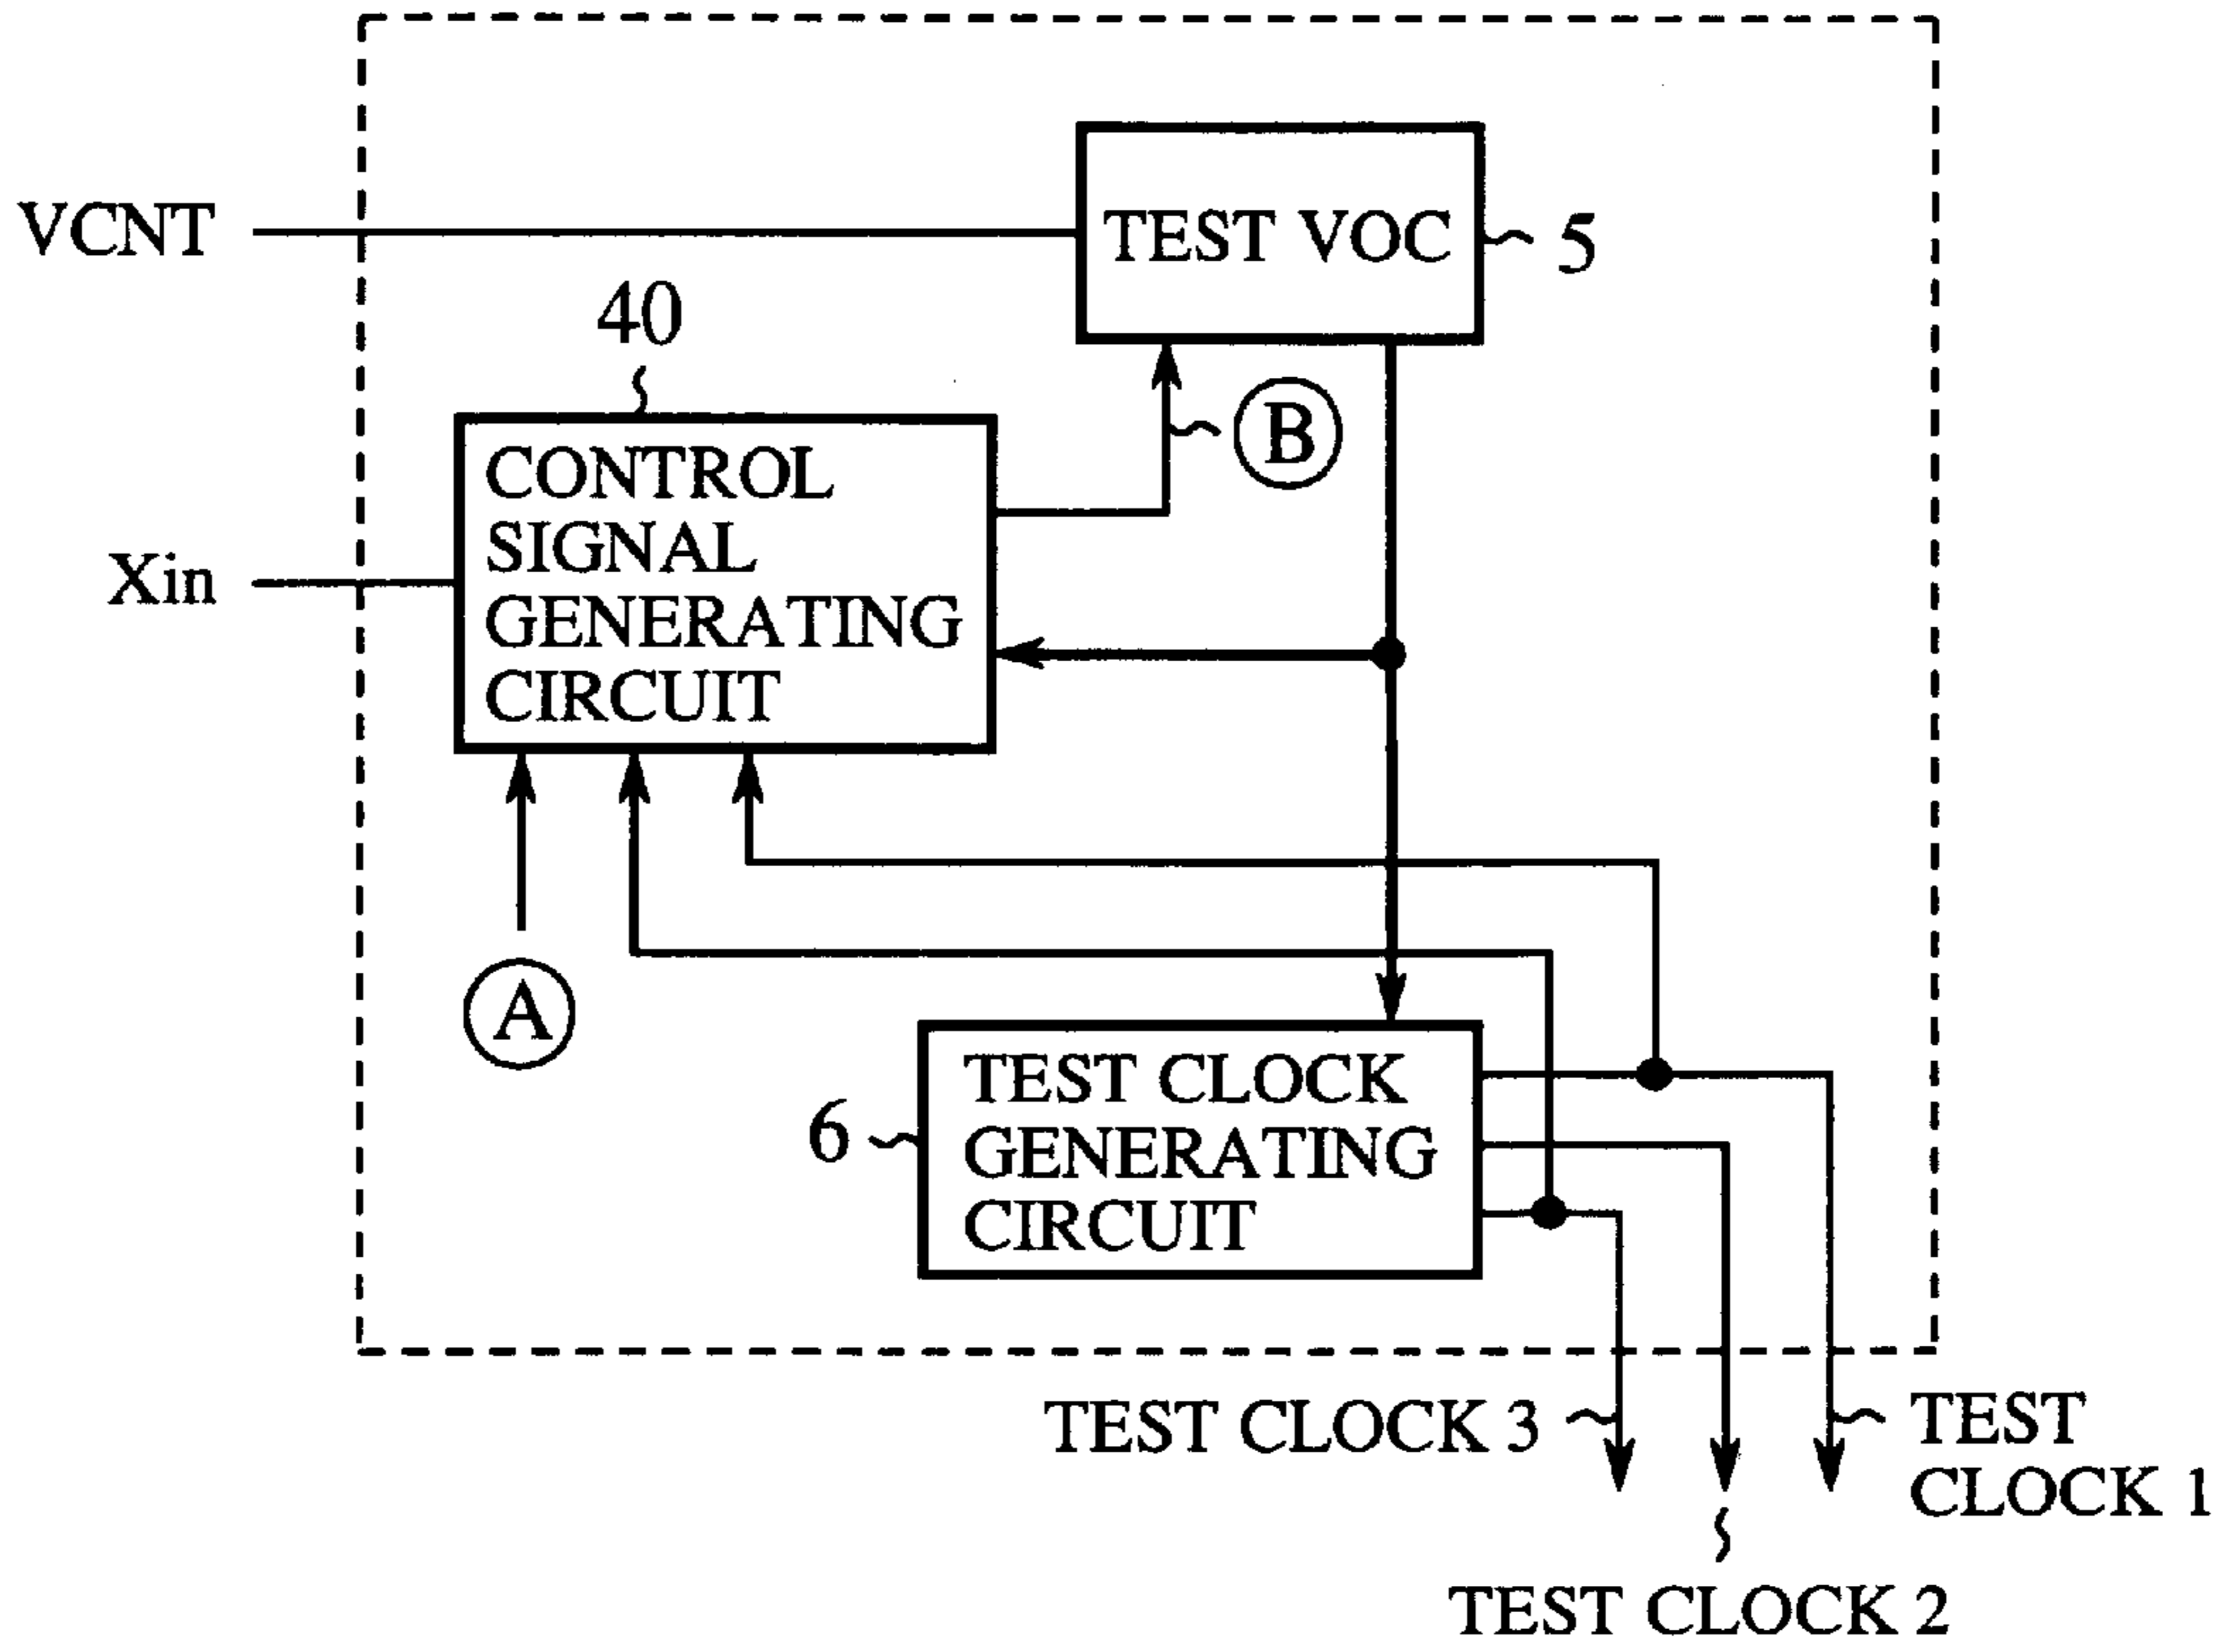 VCNT
TEST VOC
5
40
B
CONTROL
SIGNAL
GENERATING
CIRCUIT
Xin
A
TEST CLOCK
GENERATING
CIRCUIT
6
TEST CLOCK 3
TEST
CLOCK 1
TEST CLOCK 2